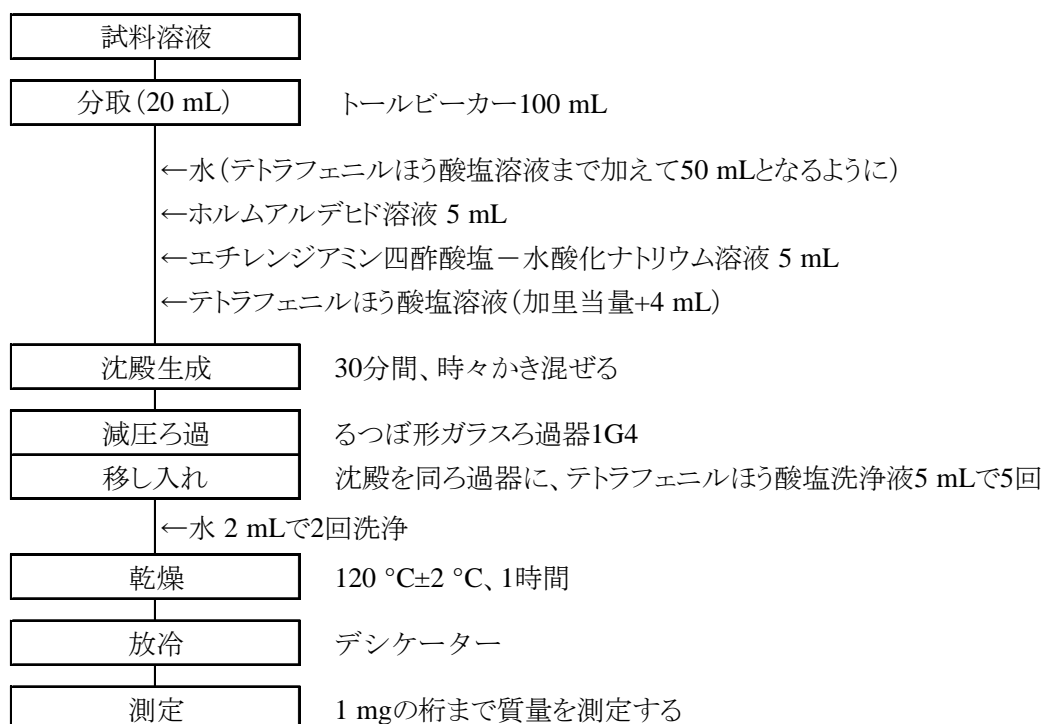 試料溶液
分取(20 mL) トールビーカー100 mL
←水(テトラフェニルほう酸塩溶液まで加えて50 mLとなるように)
←ホルムアルデヒド溶液 5 mL
←エチレンジアミン四酢酸塩-水酸化ナトリウム溶液 5 mL
←テトラフェニルほう酸塩溶液(加里当量+4 mL)
沈殿生成 30分間、時々かき混ぜる
減圧ろ過 るつぼ形ガラスろ過器1G4
移し入れ 沈殿を同ろ過器に、テトラフェニルほう酸塩洗浄液5 mLで5回
←水 2 mLで2回洗浄
乾燥 120 °C±2 °C、1時間
放冷 デシケーター
測定 1 mgの桁まで質量を測定する